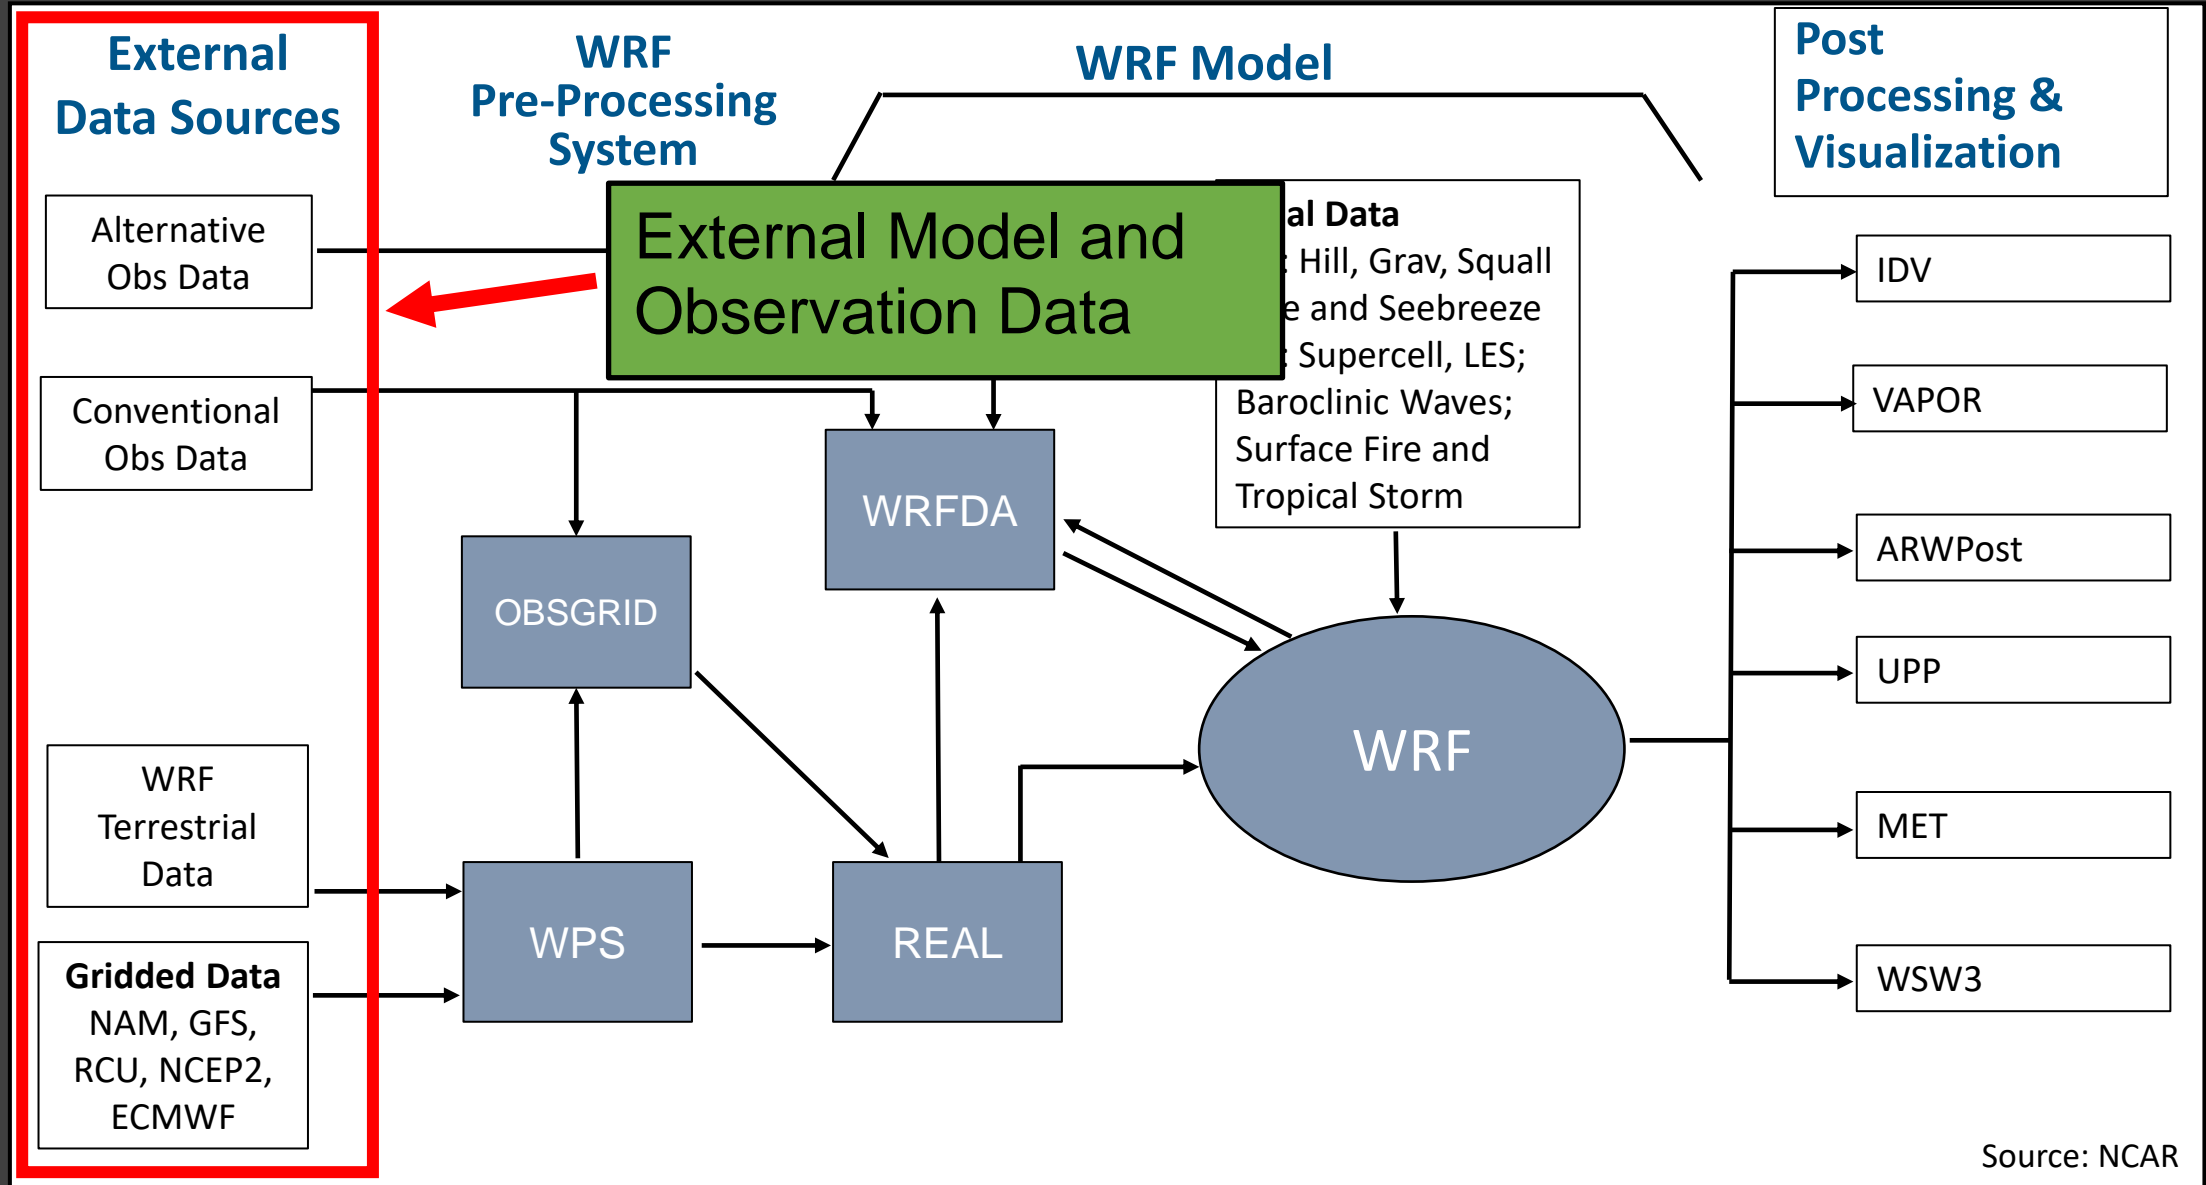 External
Data Sources
WRF
Pre-Processing
System
WRF Model
Post
Processing &
Visualization
Alternative
Obs Data
Conventional
Obs Data
WRF
Terrestrial
Data
Gridded Data
NAM, GFS,
RCU, NCEP2,
ECMWF
External Model and
Observation Data
Data
: Hill, Grav, Squall
and Seebreeze
: Supercell, LES;
Baroclinic Waves;
Surface Fire and
Tropical Storm
WRFDA
OBSGRID
WPS
REAL
WRF
IDV
VAPOR
ARWPost
UPP
MET
WSW3
Source: NCAR